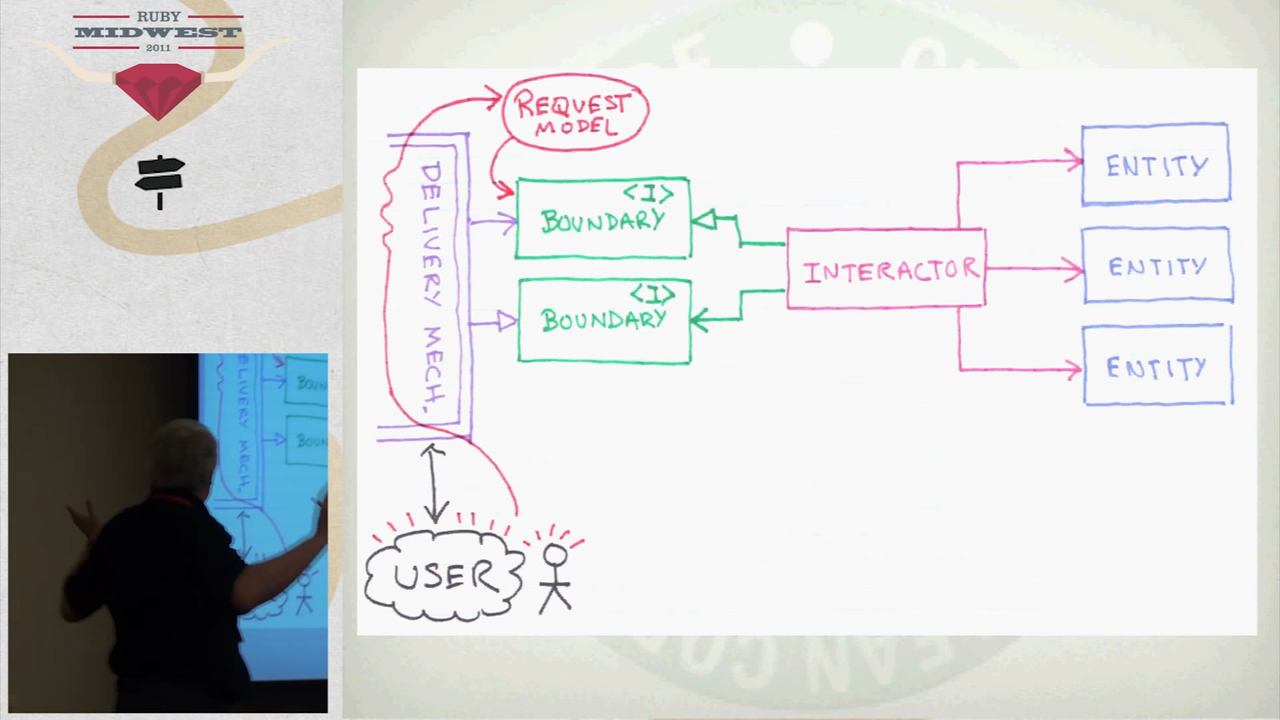 RUBY
MIDWEST
2011
REQUEST
MODEL
DELIVERY MECH.
<I>
BOUNDARY
<I>
BOUNDARY
INTERACTOR
ENTITY
ENTITY
ENTITY
USER